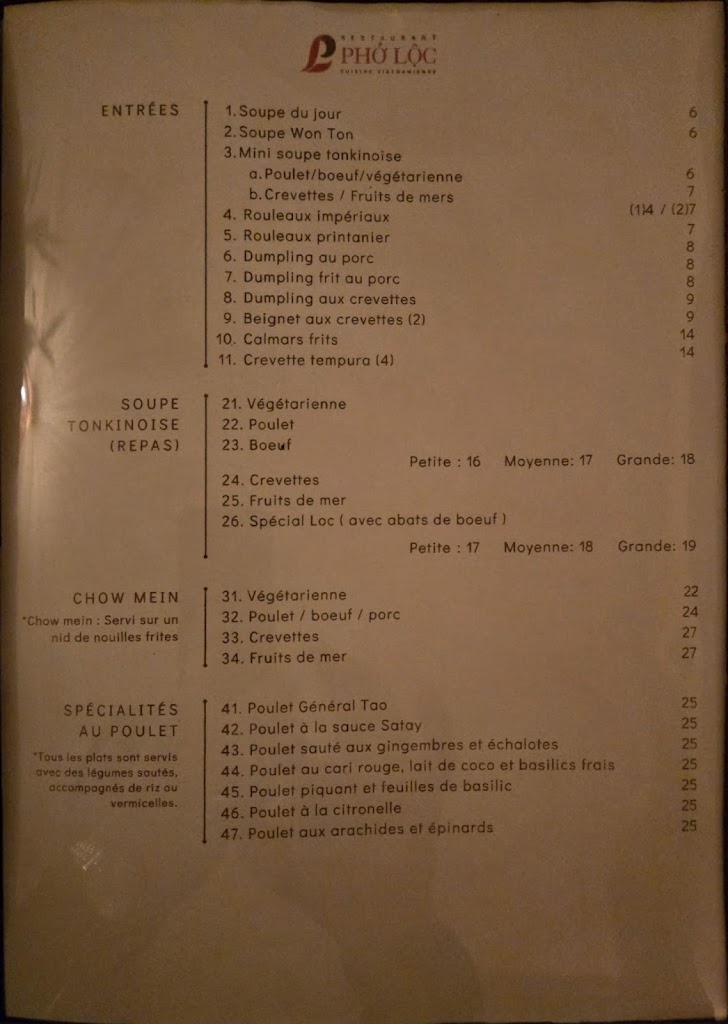 RESTAURANT
PHỞ LỘC
CUISINE VIETNAMIENNE
ENTRÉES
1. Soupe du jour 6
2. Soupe Won Ton 6
3. Mini soupe tonkinoise
a. Poulet/boeuf/végétarienne 6
b. Crevettes / Fruits de mers 7
4. Rouleaux impériaux (1)4 / (2)7
5. Rouleaux printanier 7
6. Dumpling au porc 8
7. Dumpling frit au porc 8
8. Dumpling aux crevettes 8
9. Beignet aux crevettes (2) 9
10. Calmars frits 9
11. Crevette tempura (4) 14
14
SOUPE
TONKINOISE
(REPAS)
21. Végétarienne
22. Poulet
23. Boeuf
Petite : 16 Moyenne: 17 Grande: 18
24. Crevettes
25. Fruits de mer
26. Spécial Loc ( avec abats de boeuf )
Petite : 17 Moyenne: 18 Grande: 19
CHOW MEIN
*Chow mein : Servi sur un
nid de nouilles frites
31. Végétarienne 22
32. Poulet / boeuf / porc 24
33. Crevettes 27
34. Fruits de mer 27
SPÉCIALITÉS
AU POULET
*Tous les plats sont servis
avec des légumes sautés,
accompagnés de riz ou
vermicelles.
41. Poulet Général Tao 25
42. Poulet à la sauce Satay 25
43. Poulet sauté aux gingembres et échalotes 25
44. Poulet au cari rouge, lait de coco et basilics frais 25
45. Poulet piquant et feuilles de basilic 25
46. Poulet à la citronelle 25
47. Poulet aux arachides et épinards 25